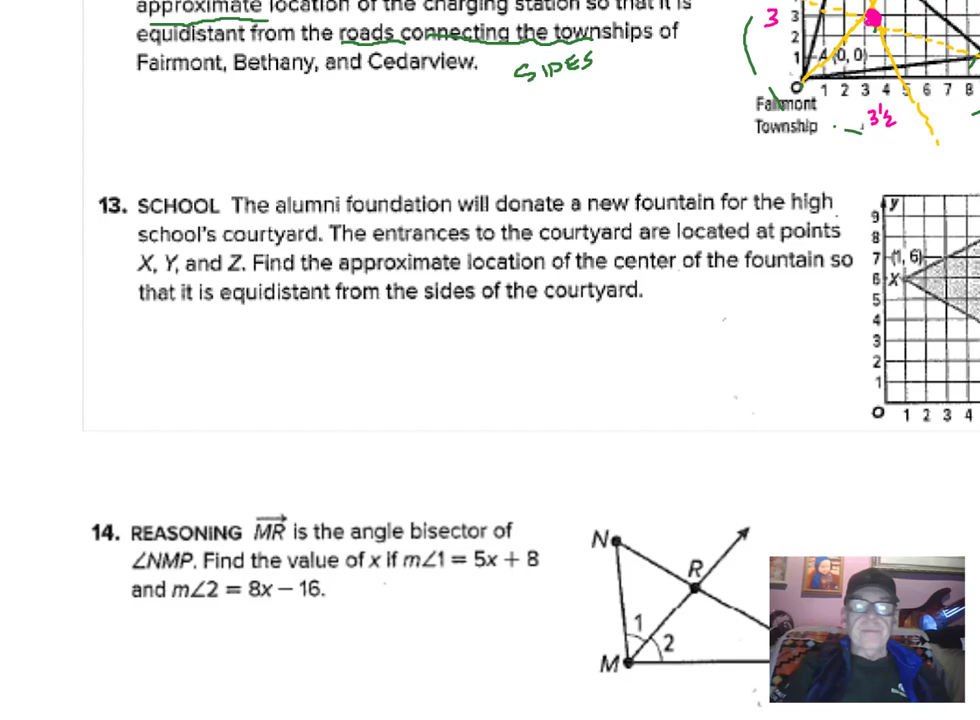 approximate location of the charging station so that it is
equidistant from the roads connecting the townships of
Fairmont, Bethany, and Cedarview.
SIDES
3
3
2
1
A(0, 0)
O
1 2 3 4 5 6 7 8
Fairmont
Township
3 1/2
13. SCHOOL The alumni foundation will donate a new fountain for the high
school's courtyard. The entrances to the courtyard are located at points
X, Y, and Z. Find the approximate location of the center of the fountain so
that it is equidistant from the sides of the courtyard.
y
9
8
7
(1, 6)
6
X
5
4
3
2
1
O 1 2 3 4
14. REASONING MR is the angle bisector of
∠NMP. Find the value of x if m∠1 = 5x + 8
and m∠2 = 8x – 16.
N
R
1
2
M